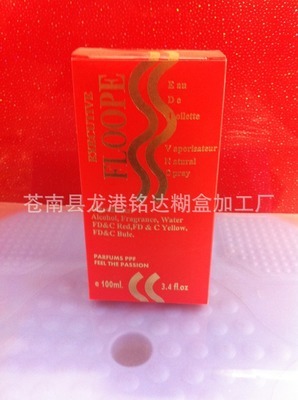 EXECUTIVE
FLOOPE
Eau
De
Toilette
Vaporizateur
Natural
Spray
苍南县龙港铭达糊盒加工厂
Alcohol, Fragrance, Water
FD&C Red,FD & C Yellow,
FD&C Bule.
PARFUMS PPF
FEEL THE PASSION
e 100ml. 3.4 fl.oz